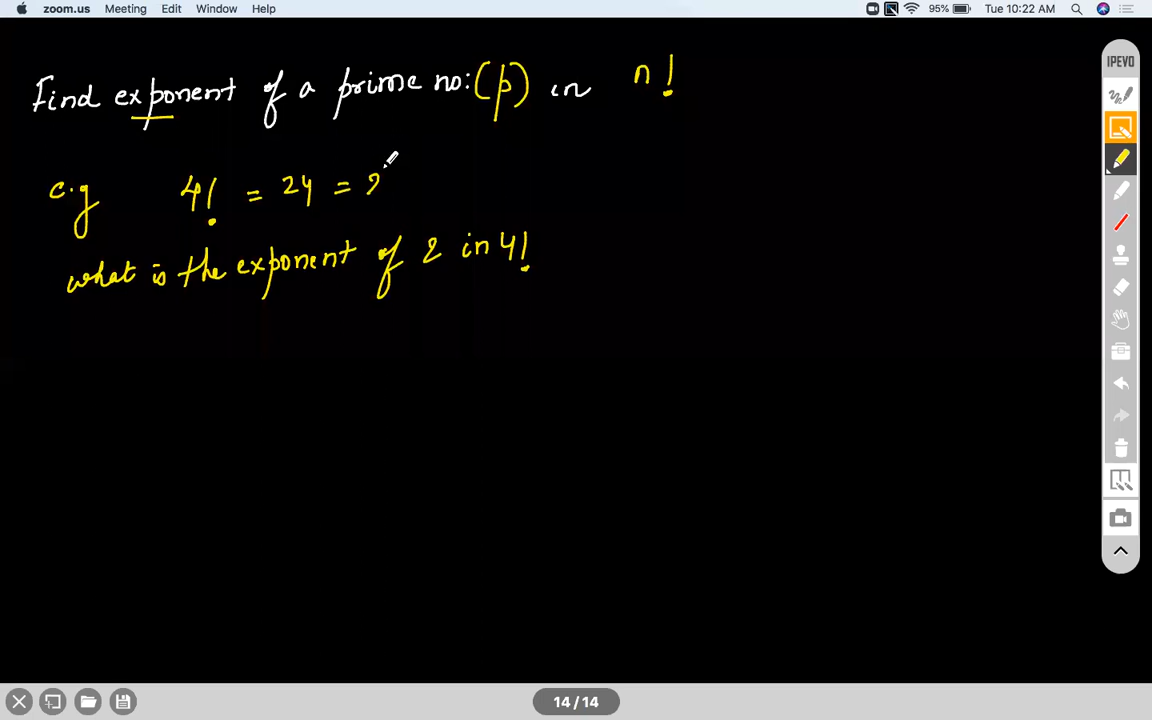 zoom.us Meeting Edit Window Help 95% Tue 10:22 AM
IPEVO
Find exponent of a prime no: (p) in n!
e.g 4! = 24 = 2
what is the exponent of 2 in 4!
14/14